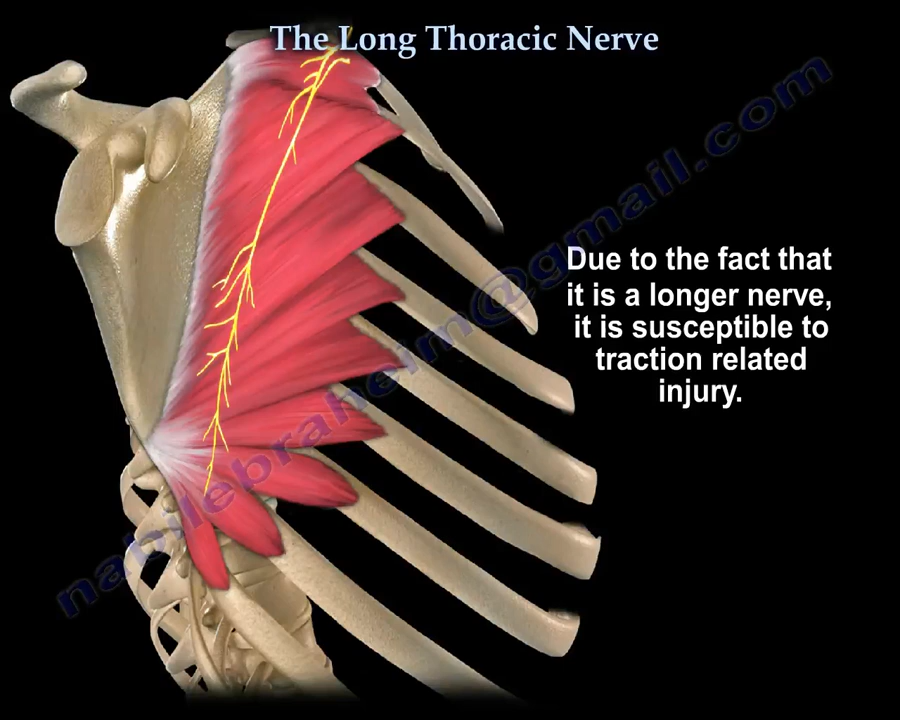 The Long Thoracic Nerve
Due to the fact that
it is a longer nerve,
it is susceptible to
traction related
injury.
nabilebraheim@gmail.com